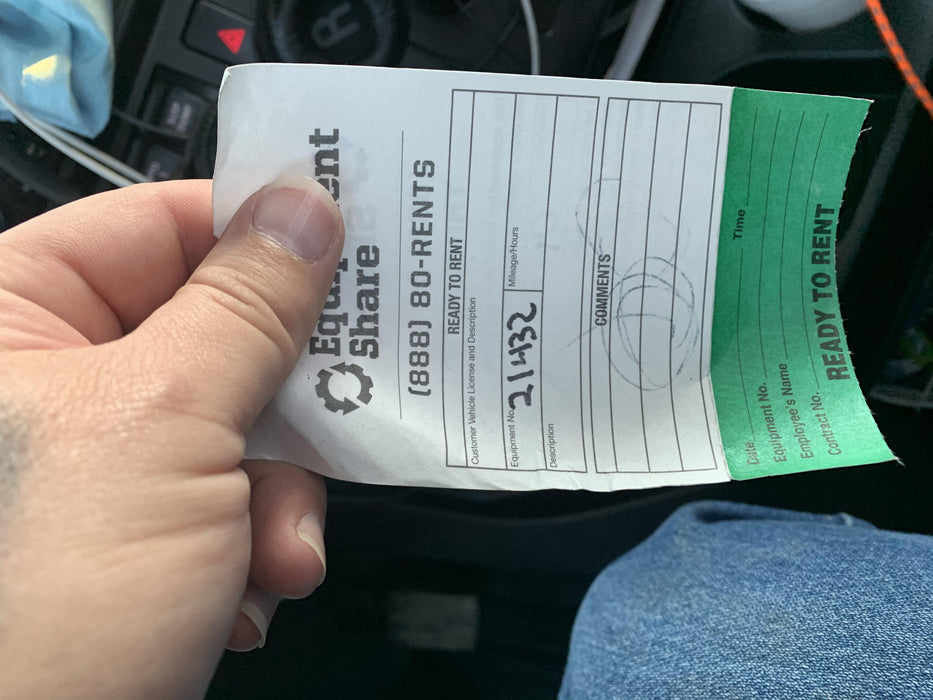 Equip
ent
Share
(888) 80-RENTS
READY TO RENT
Customer Vehicle License and Description
Equipment No. 21432 Mileage/Hours
Description
COMMENTS
Date Time
Equipment No.
Employee's Name
Contract No.
READY TO RENT
R